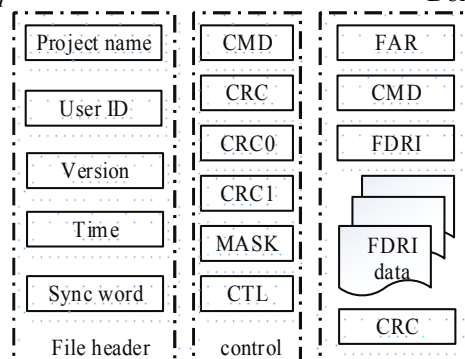 Project name
User ID
Version
Time
Sync word
File header
CMD
CRC
CRC0
CRC1
MASK
CTL
control
FAR
CMD
FDRI
FDRI
data
CRC